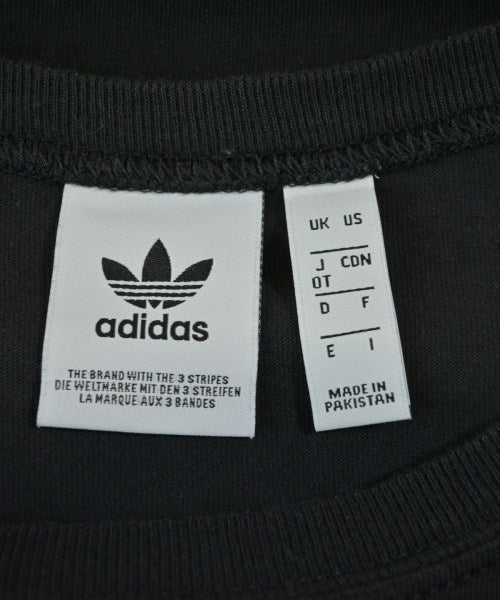 adidas
THE BRAND WITH THE 3 STRIPES
DIE WELTMARKE MIT DEN 3 STREIFEN
LA MARQUE AUX 3 BANDES
UK US
J CDN
OT
D F
E I
MADE IN
PAKISTAN